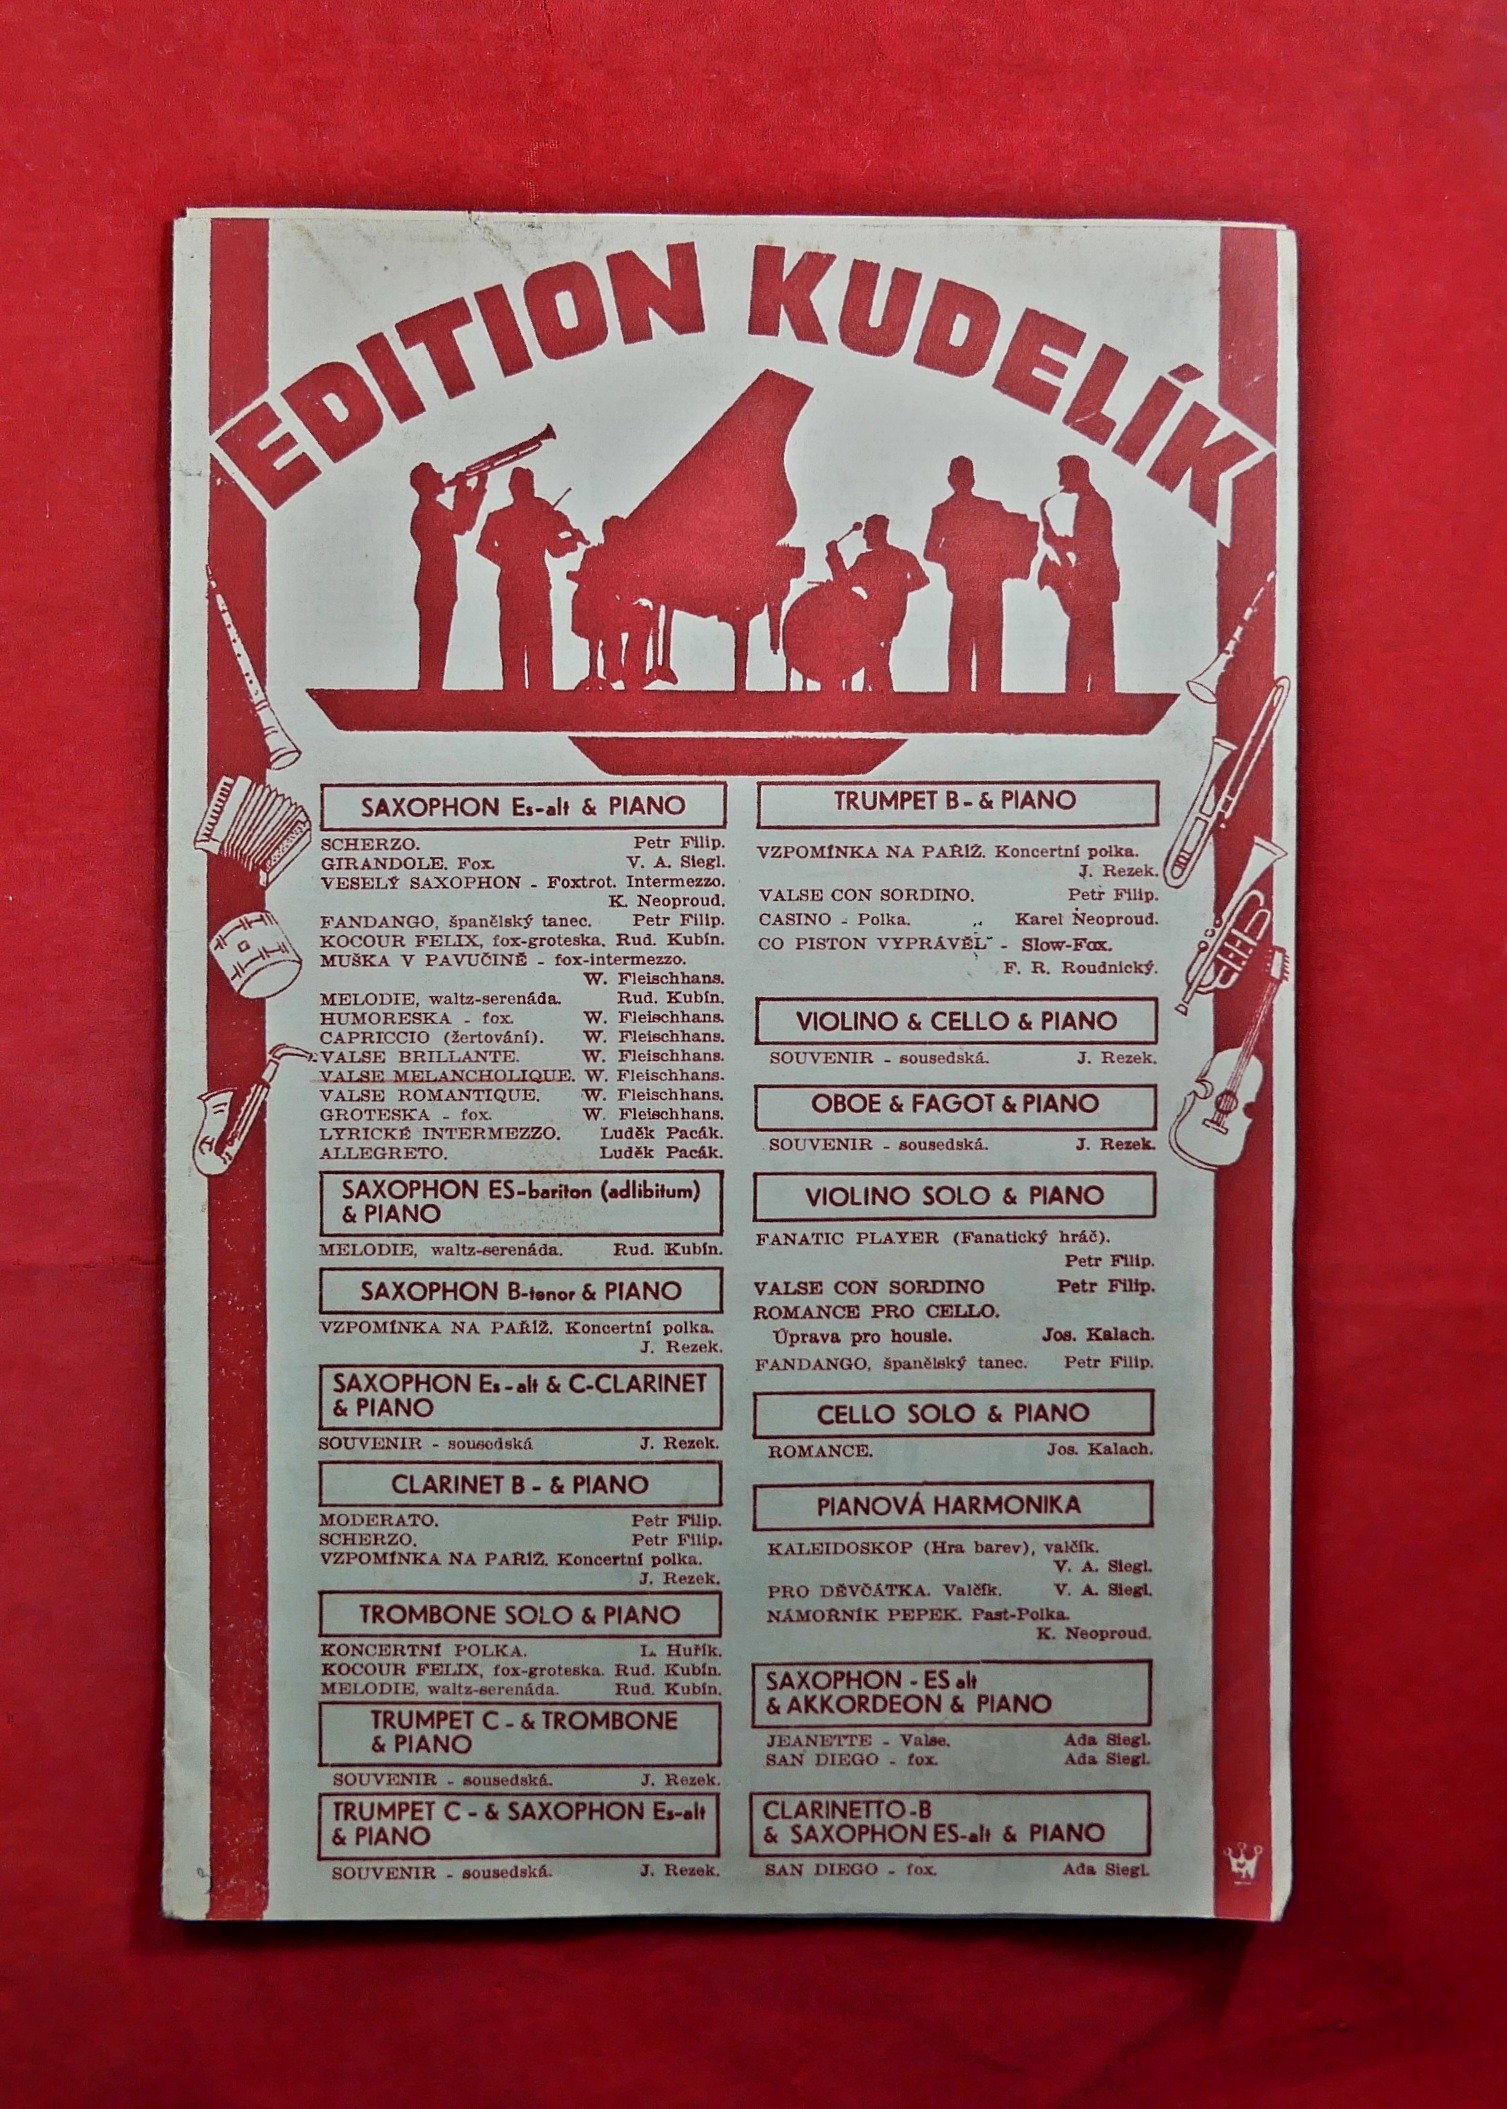 EDITION KUDELÍK
SAXOPHON Es-alt & PIANO
SCHERZO. Petr Filip.
GIRANDOLE. Fox. V. A. Siegl.
VESELÝ SAXOPHON - Foxtrot. Intermezzo.
K. Neoproud.
FANDANGO, španělský tanec. Petr Filip.
KOCOUR FELIX, fox-groteska. Rud. Kubín.
MUŠKA V PAVUČINĚ - fox-intermezzo.
W. Fleischhans.
MELODIE, waltz-serenáda. Rud. Kubín.
HUMORESKA - fox. W. Fleischhans.
CAPRICCIO (žertování). W. Fleischhans.
VALSE BRILLANTE. W. Fleischhans.
VALSE MELANCHOLIQUE. W. Fleischhans.
VALSE ROMANTIQUE. W. Fleischhans.
GROTESKA - fox. W. Fleischhans.
LYRICKÉ INTERMEZZO. Luděk Pacák.
ALLEGRETO. Luděk Pacák.
SAXOPHON ES-bariton (adlibitum)
& PIANO
MELODIE, waltz-serenáda. Rud. Kubín.
SAXOPHON B-tenor & PIANO
VZPOMÍNKA NA PAŘÍŽ. Koncertní polka.
J. Rezek.
SAXOPHON Es-alt & C-CLARINET
& PIANO
SOUVENIR - sousedská J. Rezek.
CLARINET B - & PIANO
MODERATO. Petr Filip.
SCHERZO. Petr Filip.
VZPOMÍNKA NA PAŘÍŽ. Koncertní polka.
J. Rezek.
TROMBONE SOLO & PIANO
KONCERTNÍ POLKA. L. Huřík.
KOCOUR FELIX, fox-groteska. Rud. Kubín.
MELODIE, waltz-serenáda. Rud. Kubín.
TRUMPET C - & TROMBONE
& PIANO
SOUVENIR - sousedská. J. Rezek.
TRUMPET C - & SAXOPHON Es-alt
& PIANO
SOUVENIR - sousedská. J. Rezek.
TRUMPET B - & PIANO
VZPOMÍNKA NA PAŘÍŽ. Koncertní polka.
J. Rezek.
VALSE CON SORDINO. Petr Filip.
CASINO - Polka. Karel Neoproud.
CO PISTON VYPRÁVĚL - Slow-Fox.
F. R. Roudnický.
VIOLINO & CELLO & PIANO
SOUVENIR - sousedská. J. Rezek.
OBOE & FAGOT & PIANO
SOUVENIR - sousedská. J. Rezek.
VIOLINO SOLO & PIANO
FANATIC PLAYER (Fanatický hráč).
Petr Filip.
VALSE CON SORDINO Petr Filip.
ROMANCE PRO CELLO.
Úprava pro housle. Jos. Kalach.
FANDANGO, španělský tanec. Petr Filip.
CELLO SOLO & PIANO
ROMANCE. Jos. Kalach.
PIANOVÁ HARMONIKA
KALEIDOSKOP (Hra barev), valčík.
V. A. Siegl.
PRO DĚVČÁTKA. Valčík. V. A. Siegl.
NÁMOŘNÍK PEPEK. Past-Polka.
K. Neoproud.
SAXOPHON - ES alt
& AKKORDEON & PIANO
JEANETTE - Valse. Ada Siegl.
SAN DIEGO - fox. Ada Siegl.
CLARINETTO-B
& SAXOPHON ES-alt & PIANO
SAN DIEGO - fox. Ada Siegl.